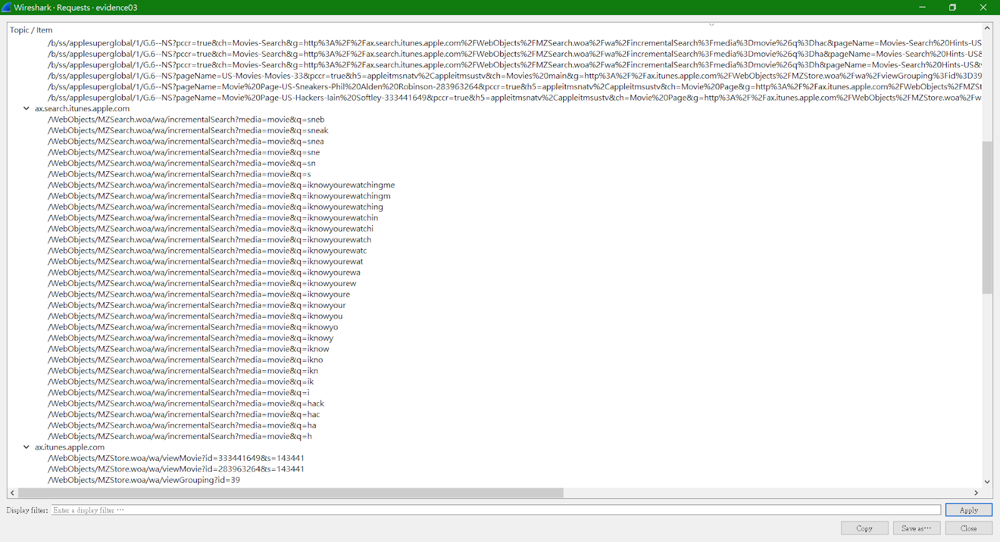 Wireshark · Requests · evidence03
Topic / Item
/b/ss/applesuperglobal/1/G.6--NS?pccr=true&ch=Movies-Search&g=http%3A%2F%2Fax.search.itunes.apple.com%2FWebObjects%2FMZSearch.woa%2Fwa%2FincrementalSearch%3Fmedia%3Dmovie%26q%3Dhac&pageName=Movies-Search%20Hints-US
/b/ss/applesuperglobal/1/G.6--NS?pccr=true&ch=Movies-Search&g=http%3A%2F%2Fax.search.itunes.apple.com%2FWebObjects%2FMZSearch.woa%2Fwa%2FincrementalSearch%3Fmedia%3Dmovie%26q%3Dha&pageName=Movies-Search%20Hints-US&
/b/ss/applesuperglobal/1/G.6--NS?pccr=true&ch=Movies-Search&g=http%3A%2F%2Fax.search.itunes.apple.com%2FWebObjects%2FMZSearch.woa%2Fwa%2FincrementalSearch%3Fmedia%3Dmovie%26q%3Dh&pageName=Movies-Search%20Hints-US&
/b/ss/applesuperglobal/1/G.6--NS?pageName=US-Movies-Movies-33&pccr=true&h5=appleitmsnatv%2Cappleitmsustv&ch=Movies%20main&g=http%3A%2F%2Fax.itunes.apple.com%2FWebObjects%2FMZStore.woa%2Fwa%2FviewGrouping%3Fid%3D39
/b/ss/applesuperglobal/1/G.6--NS?pageName=Movie%20Page-US-Sneakers-Phil%20Alden%20Robinson-283963264&pccr=true&h5=appleitmsnatv%2Cappleitmsustv&ch=Movie%20Page&g=http%3A%2F%2Fax.itunes.apple.com%2FWebObjects%2FMZSt
/b/ss/applesuperglobal/1/G.6--NS?pageName=Movie%20Page-US-Hackers-Iain%20Softley-333441649&pccr=true&h5=appleitmsnatv%2Cappleitmsustv&ch=Movie%20Page&g=http%3A%2F%2Fax.itunes.apple.com%2FWebObjects%2FMZStore.woa%2Fw
ax.search.itunes.apple.com
/WebObjects/MZSearch.woa/wa/incrementalSearch?media=movie&q=sneb
/WebObjects/MZSearch.woa/wa/incrementalSearch?media=movie&q=sneak
/WebObjects/MZSearch.woa/wa/incrementalSearch?media=movie&q=snea
/WebObjects/MZSearch.woa/wa/incrementalSearch?media=movie&q=sne
/WebObjects/MZSearch.woa/wa/incrementalSearch?media=movie&q=sn
/WebObjects/MZSearch.woa/wa/incrementalSearch?media=movie&q=s
/WebObjects/MZSearch.woa/wa/incrementalSearch?media=movie&q=iknowyourewatchingme
/WebObjects/MZSearch.woa/wa/incrementalSearch?media=movie&q=iknowyourewatchingm
/WebObjects/MZSearch.woa/wa/incrementalSearch?media=movie&q=iknowyourewatching
/WebObjects/MZSearch.woa/wa/incrementalSearch?media=movie&q=iknowyourewatchin
/WebObjects/MZSearch.woa/wa/incrementalSearch?media=movie&q=iknowyourewatchi
/WebObjects/MZSearch.woa/wa/incrementalSearch?media=movie&q=iknowyourewatch
/WebObjects/MZSearch.woa/wa/incrementalSearch?media=movie&q=iknowyourewatc
/WebObjects/MZSearch.woa/wa/incrementalSearch?media=movie&q=iknowyourewat
/WebObjects/MZSearch.woa/wa/incrementalSearch?media=movie&q=iknowyourewa
/WebObjects/MZSearch.woa/wa/incrementalSearch?media=movie&q=iknowyourew
/WebObjects/MZSearch.woa/wa/incrementalSearch?media=movie&q=iknowyoure
/WebObjects/MZSearch.woa/wa/incrementalSearch?media=movie&q=iknowyour
/WebObjects/MZSearch.woa/wa/incrementalSearch?media=movie&q=iknowyou
/WebObjects/MZSearch.woa/wa/incrementalSearch?media=movie&q=iknowyo
/WebObjects/MZSearch.woa/wa/incrementalSearch?media=movie&q=iknowy
/WebObjects/MZSearch.woa/wa/incrementalSearch?media=movie&q=iknow
/WebObjects/MZSearch.woa/wa/incrementalSearch?media=movie&q=ikno
/WebObjects/MZSearch.woa/wa/incrementalSearch?media=movie&q=ikn
/WebObjects/MZSearch.woa/wa/incrementalSearch?media=movie&q=ik
/WebObjects/MZSearch.woa/wa/incrementalSearch?media=movie&q=i
/WebObjects/MZSearch.woa/wa/incrementalSearch?media=movie&q=hack
/WebObjects/MZSearch.woa/wa/incrementalSearch?media=movie&q=hac
/WebObjects/MZSearch.woa/wa/incrementalSearch?media=movie&q=ha
/WebObjects/MZSearch.woa/wa/incrementalSearch?media=movie&q=h
ax.itunes.apple.com
/WebObjects/MZStore.woa/wa/viewMovie?id=333441649&s=143441
/WebObjects/MZStore.woa/wa/viewMovie?id=283963264&s=143441
/WebObjects/MZStore.woa/wa/viewGrouping?id=39
Display filter: Enter a display filter ⋯ Apply
Copy Save as⋯ Close